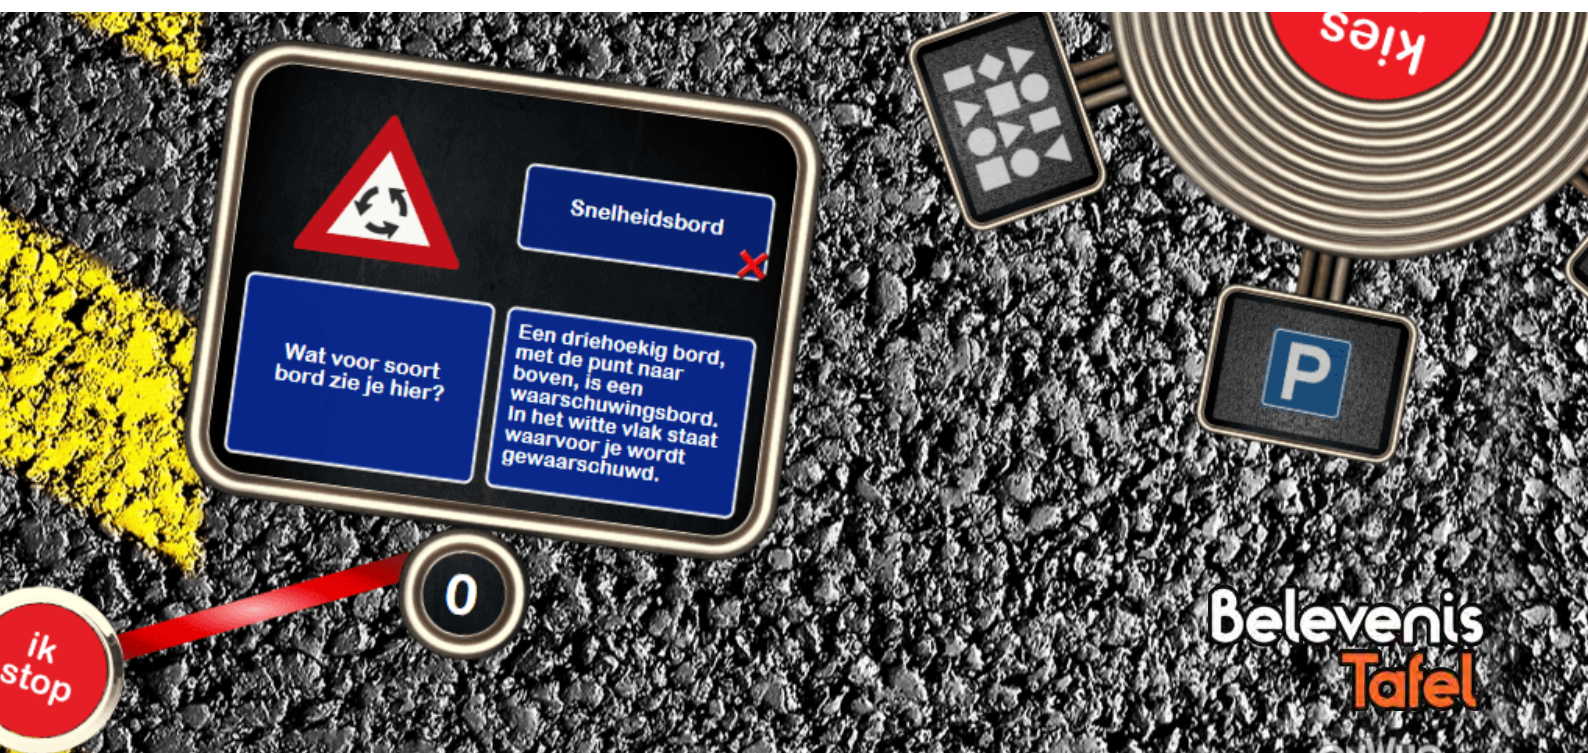 kies
Snelheidsbord
Wat voor soort
bord zie je hier?
Een driehoekig bord,
met de punt naar
boven, is een
waarschuwingsbord.
In het witte vlak staat
waarvoor je wordt
gewaarschuwd.
P
0
ik
stop
Belevenis
Tafel